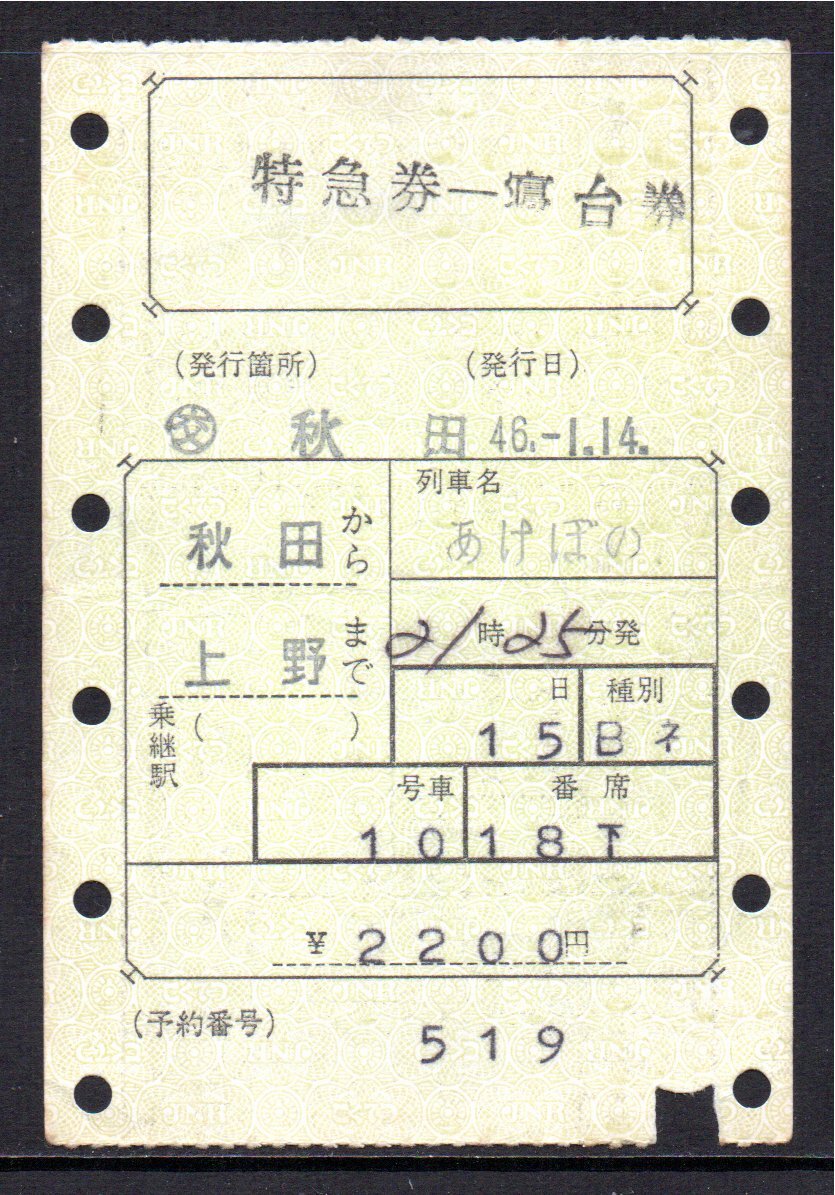 特急券—寝台券
(発行箇所) (発行日)
交 秋田 46.-1.14.
秋田から
列車名
あけぼの
上野まで
21時25分発
乗継駅( )
日 種別
15 Bネ
号車 番席
10 18下
¥2200円
(予約番号)
519